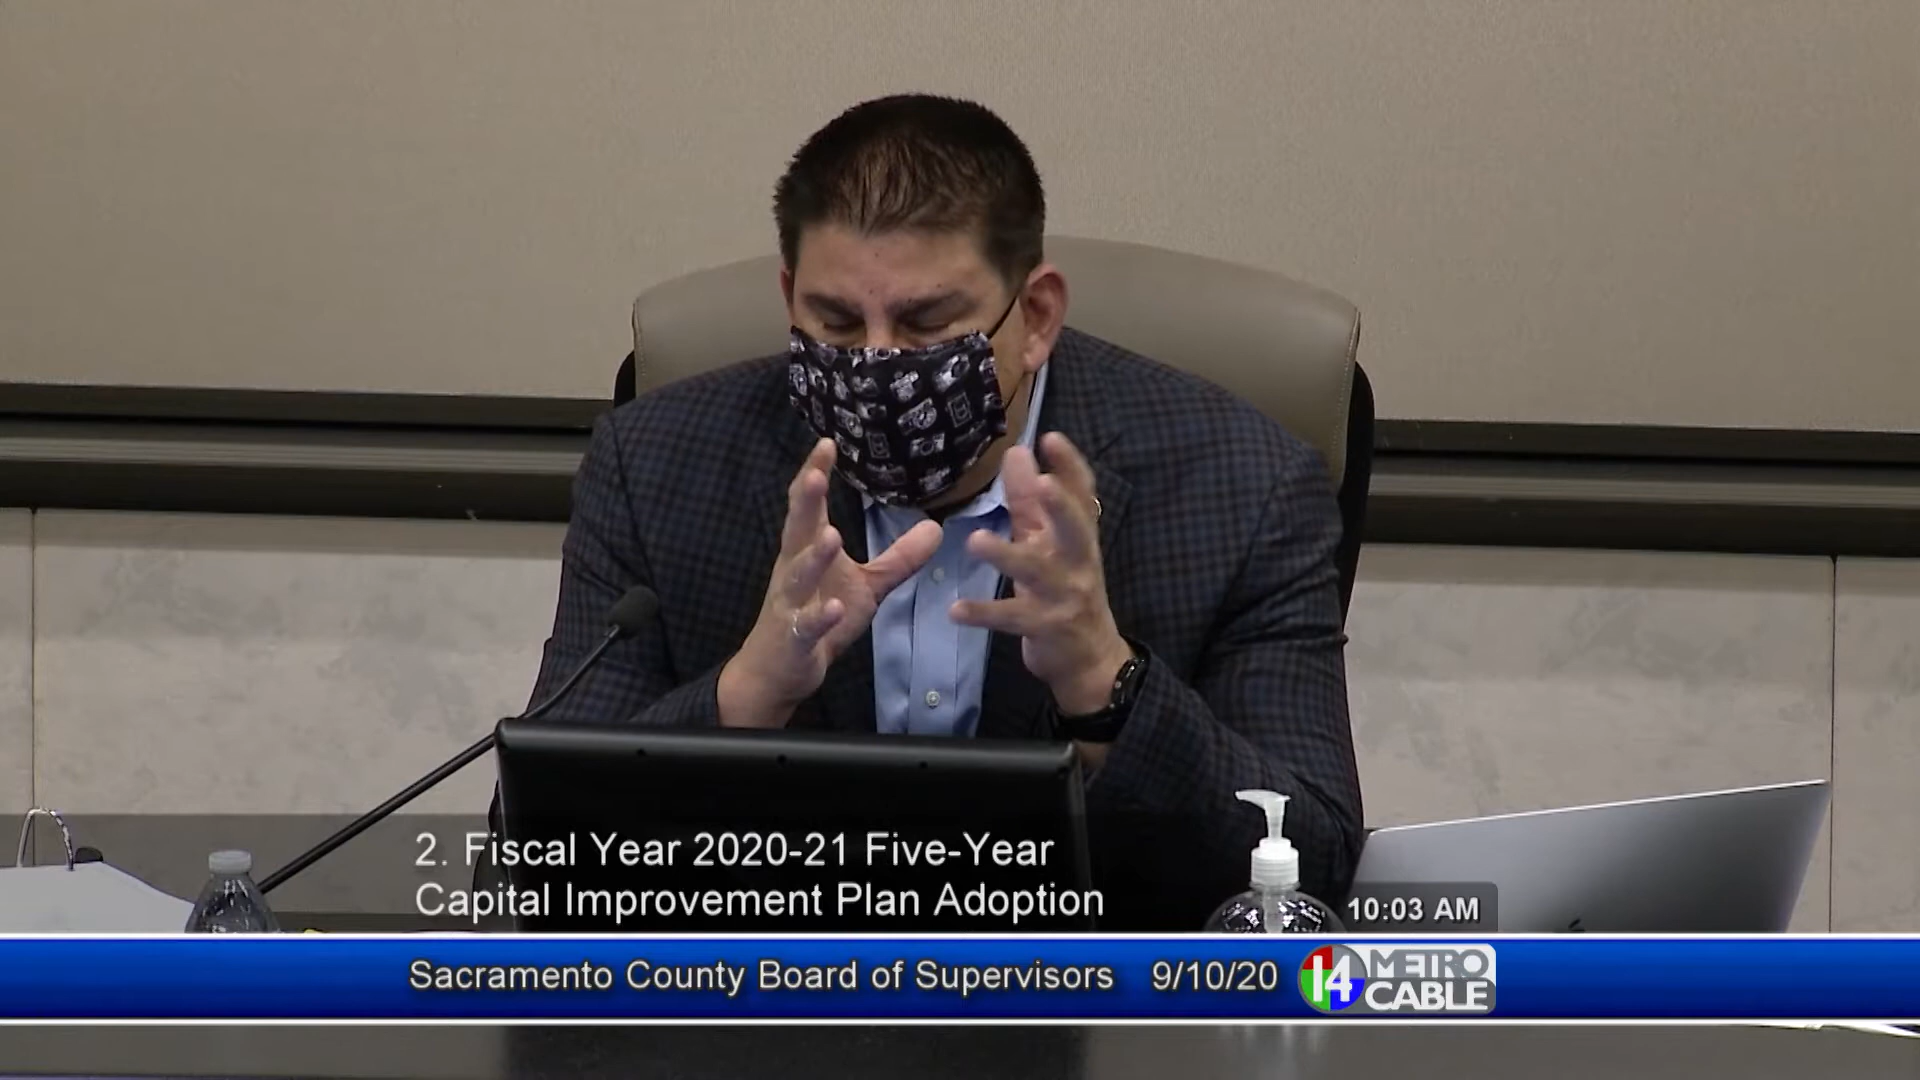 2. Fiscal Year 2020-21 Five-Year
Capital Improvement Plan Adoption
10:03 AM
Sacramento County Board of Supervisors 9/10/20
14 METRO
CABLE